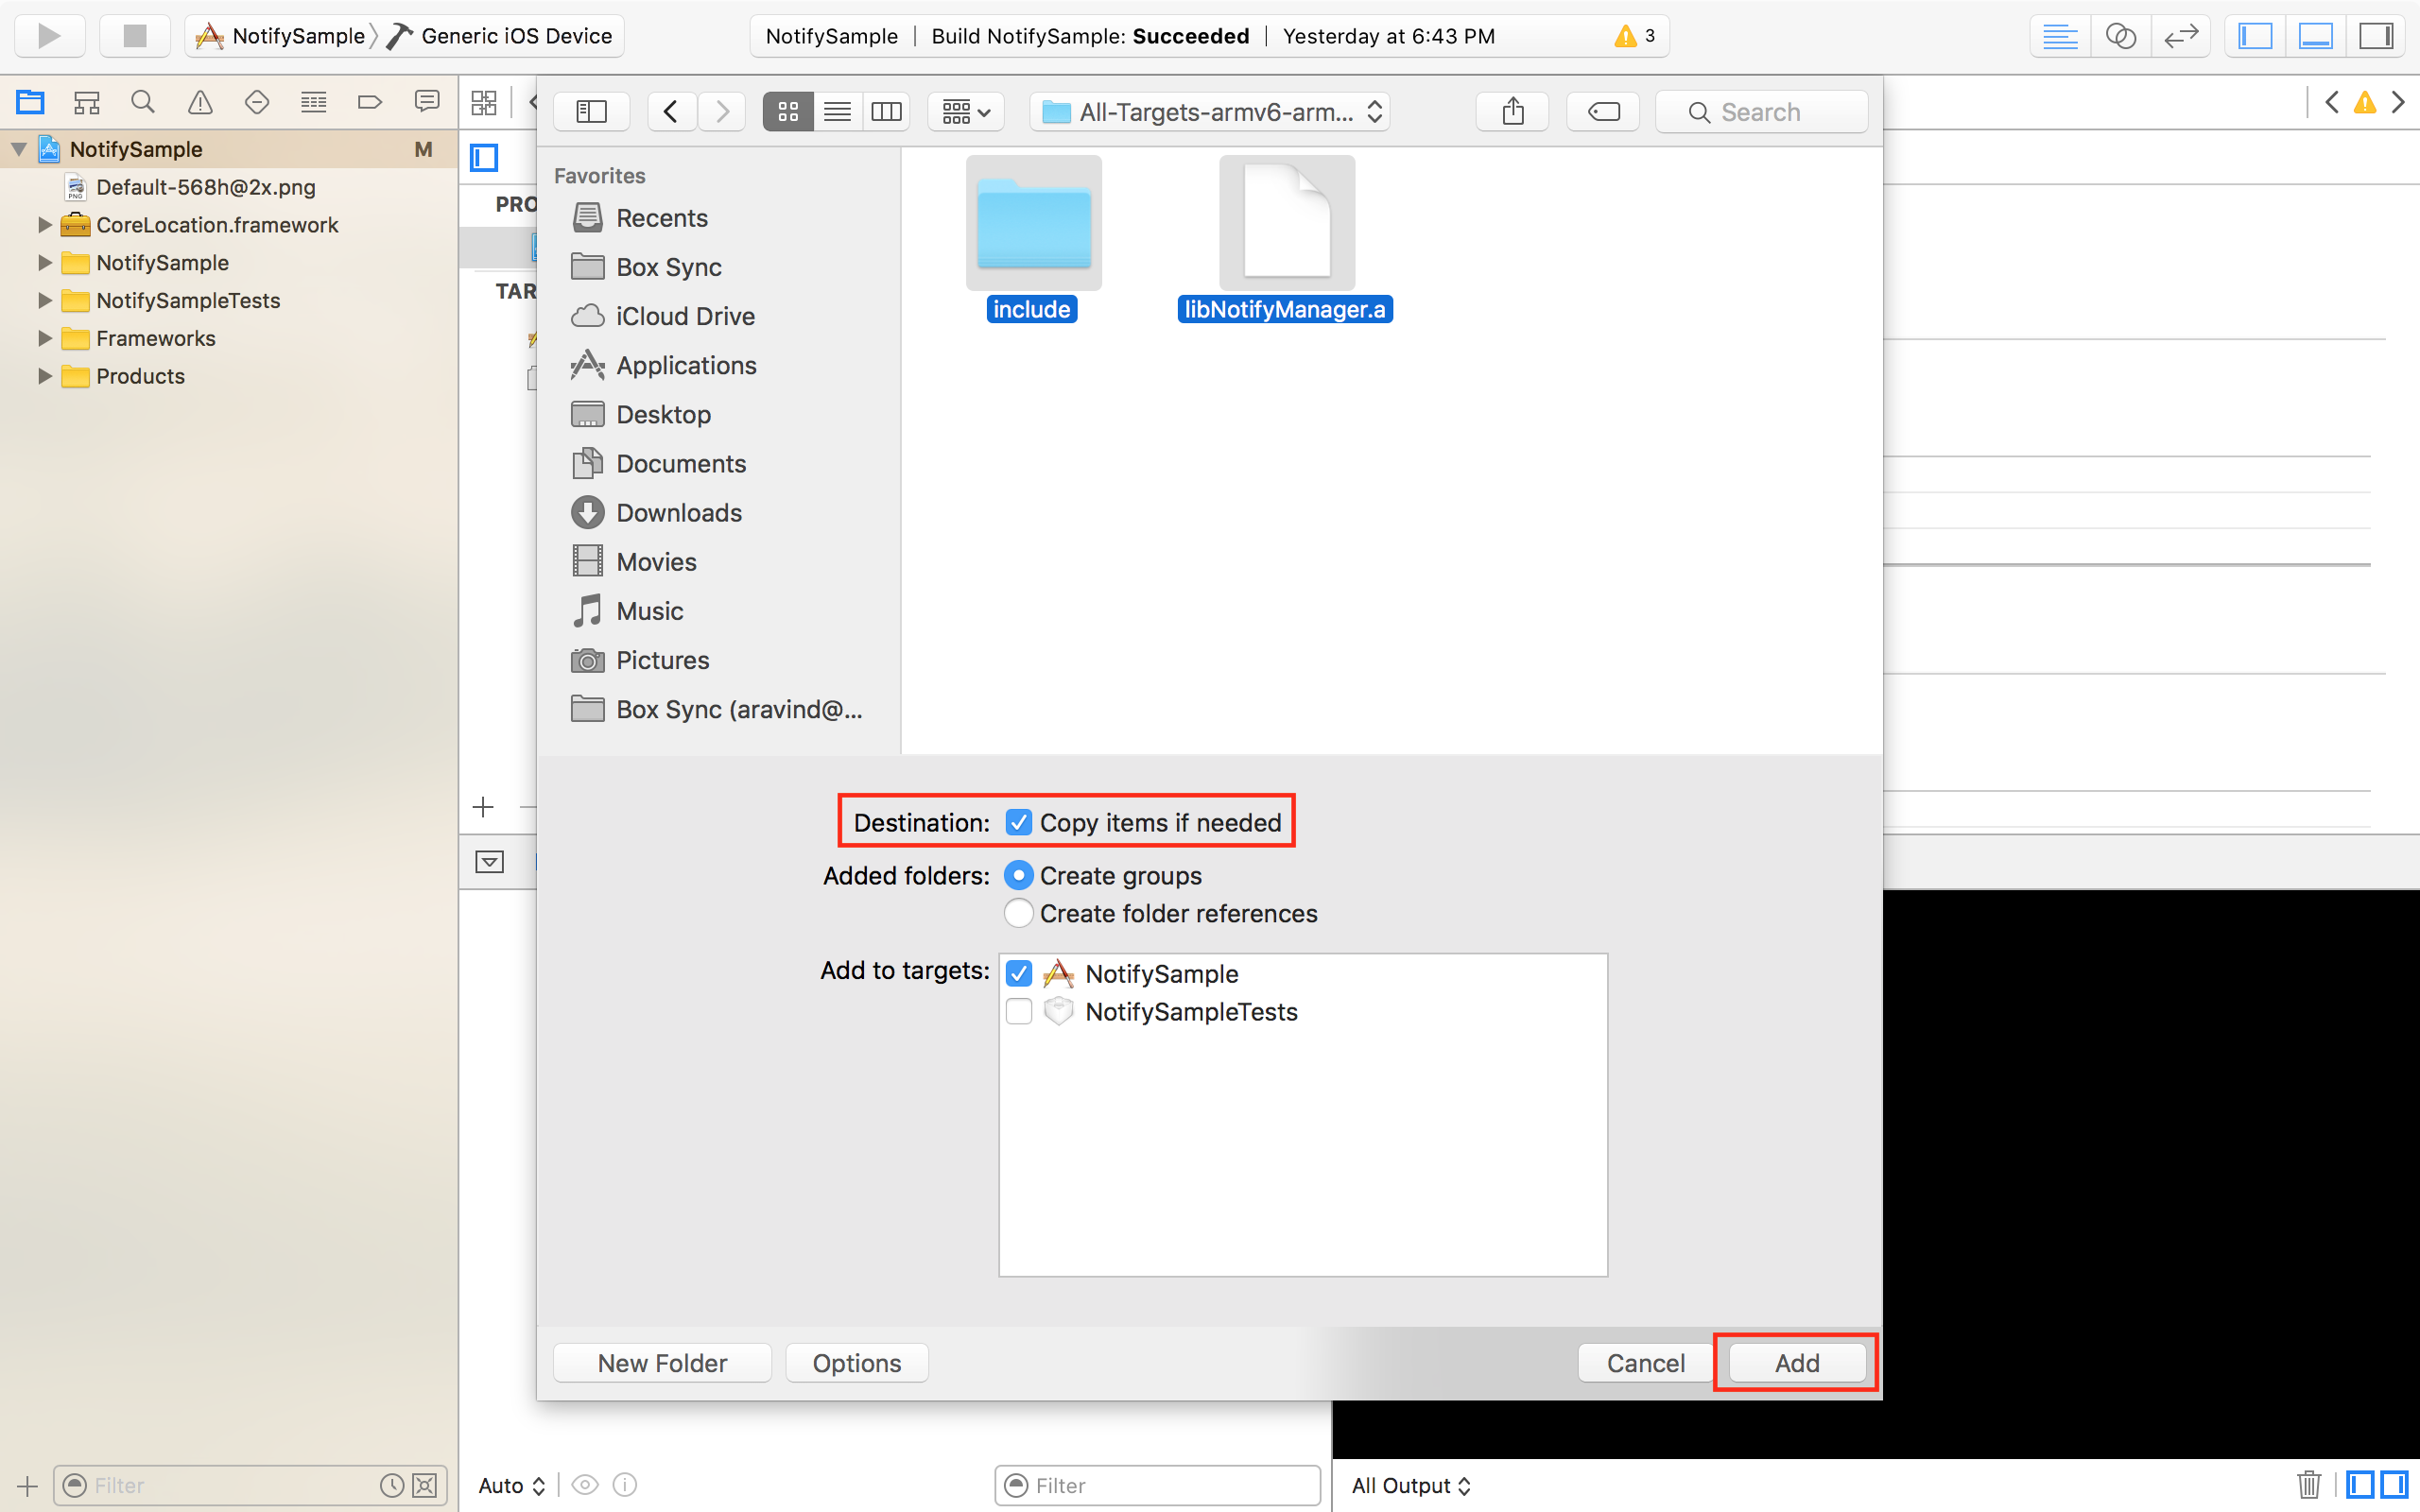 NotifySample Generic iOS Device
NotifySample | Build NotifySample: Succeeded | Yesterday at 6:43 PM
3
NotifySample M
Default-568h@2x.png
CoreLocation.framework
NotifySample
NotifySampleTests
Frameworks
Products
PRO
TAR
All-Targets-armv6-arm...
Search
Favorites
Recents
Box Sync
iCloud Drive
Applications
Desktop
Documents
Downloads
Movies
Music
Pictures
Box Sync (aravind@...
include
libNotifyManager.a
Destination: Copy items if needed
Added folders: Create groups
Create folder references
Add to targets: NotifySample
NotifySampleTests
New Folder Options Cancel Add
Filter
Auto
Filter
All Output